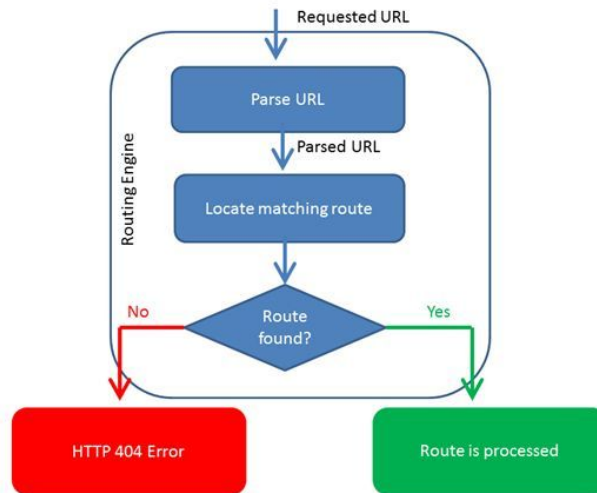 Requested URL
Parse URL
Parsed URL
Routing Engine
Locate matching route
No
Route
found?
Yes
HTTP 404 Error
Route is processed